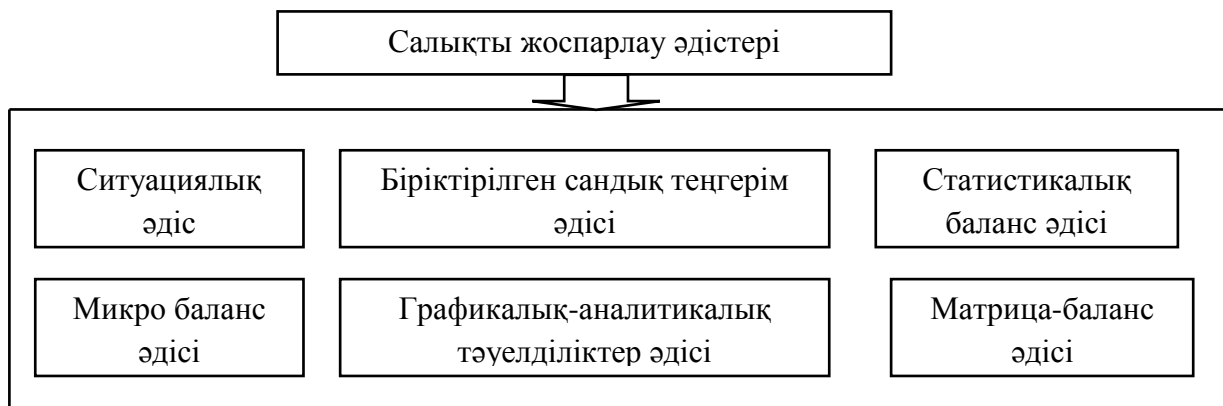 Салықты жоспарлау әдістері
Ситуациялық
әдіс
Біріктірілген сандық теңгерім
әдісі
Статистикалық
баланс әдісі
Микро баланс
әдісі
Графикалық-аналитикалық
тәуелділіктер әдісі
Матрица-баланс
әдісі